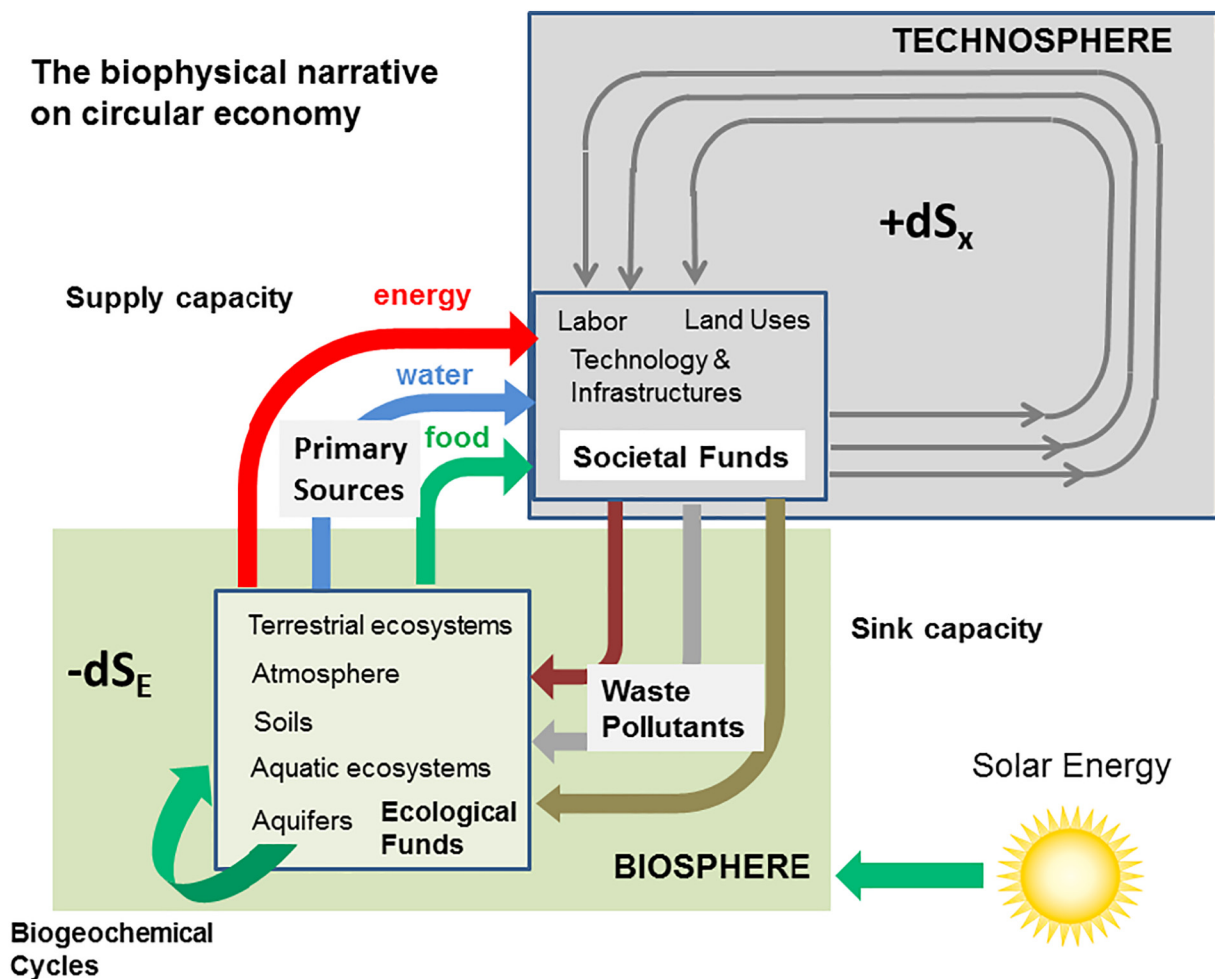 TECHNOSPHERE
The biophysical narrative
on circular economy
+dSx
Supply capacity
energy
Labor
Land Uses
Technology &
Infrastructures
water
food
Primary
Sources
Societal Funds
Terrestrial ecosystems
Sink capacity
-dSE
Atmosphere
Waste
Pollutants
Soils
Aquatic ecosystems
Solar Energy
Aquifers
Ecological
Funds
BIOSPHERE
Biogeochemical
Cycles